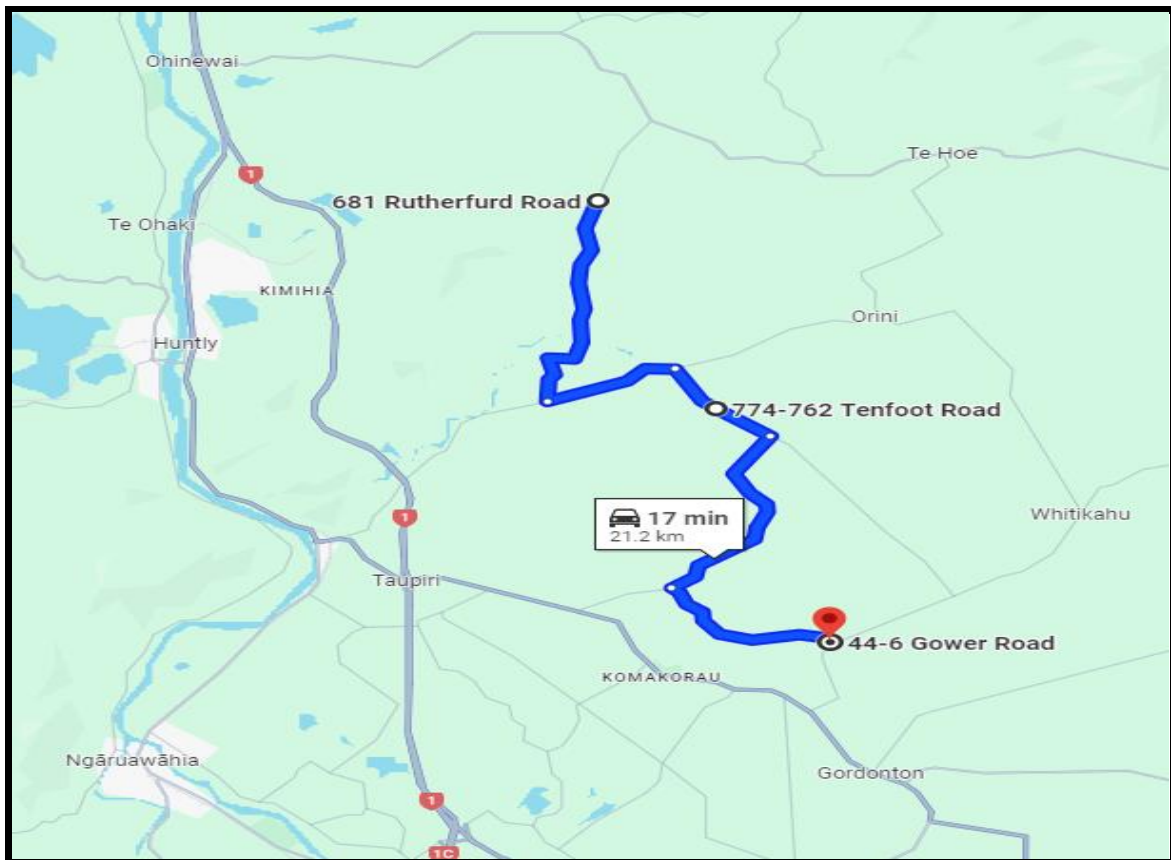 Ohinewai
Te Hoe
1
681 Rutherfurd Road
Te Ohaki
KIMIHIA
Orini
Huntly
774-762 Tenfoot Road
17 min
21.2 km
1
Whitikahu
Taupiri
44-6 Gower Road
KOMAKORAU
Ngāruawāhia
Gordonton
1
1C